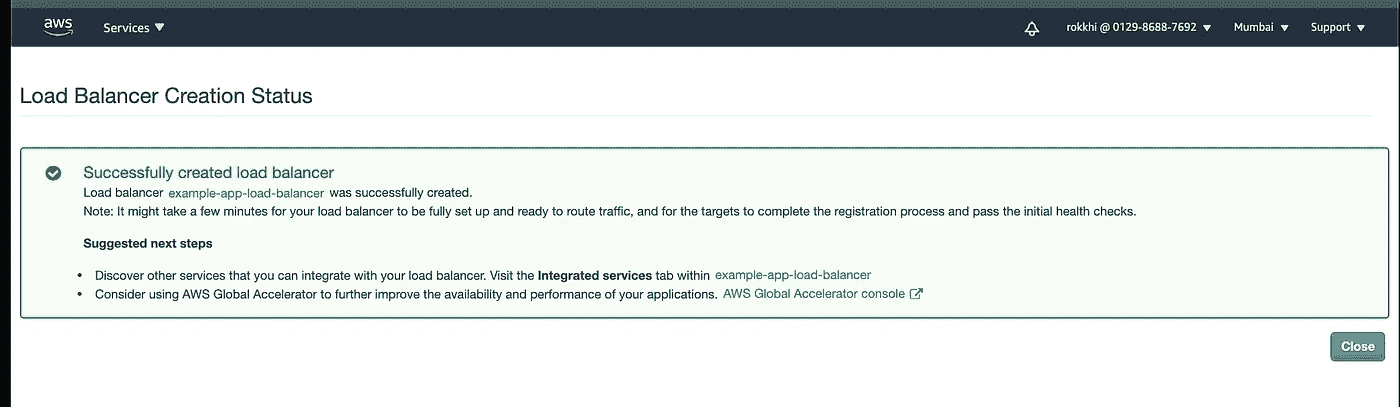 aws Services rokkhi @ 0129-8688-7692 Mumbai Support
Load Balancer Creation Status
Successfully created load balancer
Load balancer example-app-load-balancer was successfully created.
Note: It might take a few minutes for your load balancer to be fully set up and ready to route traffic, and for the targets to complete the registration process and pass the initial health checks.
Suggested next steps
• Discover other services that you can integrate with your load balancer. Visit the Integrated services tab within example-app-load-balancer
• Consider using AWS Global Accelerator to further improve the availability and performance of your applications. AWS Global Accelerator console
Close